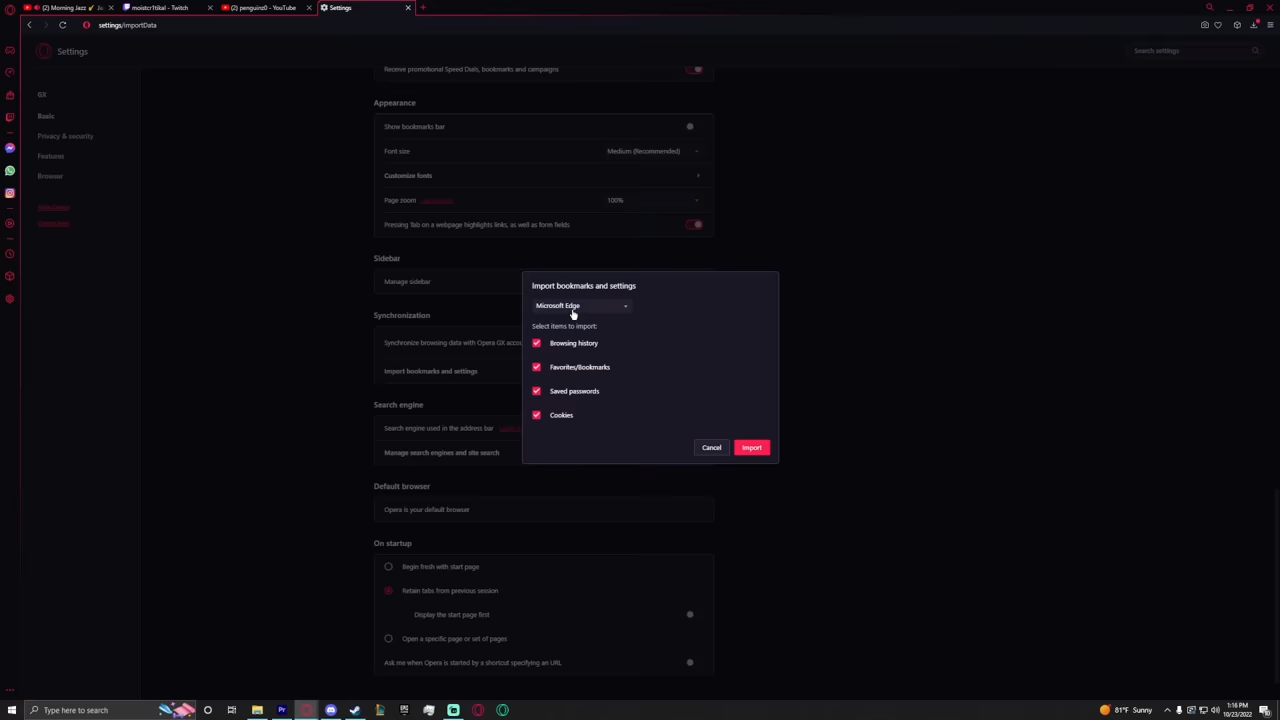 (2) Morning Jazz
moistcr1tikal - Twitch
(2) penguinz0 - YouTube
Settings
settings/importData
Settings
Search settings
Receive promotional Speed Dials, bookmarks and campaigns
GX
Basic
Privacy & security
Features
Browser
Appearance
Show bookmarks bar
Font size
Medium (Recommended)
Customize fonts
Page zoom
100%
Pressing Tab on a webpage highlights links, as well as form fields
Sidebar
Manage sidebar
Synchronization
Synchronize browsing data with Opera GX
Import bookmarks and settings
Search engine
Search engine used in the address bar
Manage search engines and site search
Default browser
Opera is your default browser
On startup
Begin fresh with start page
Retain tabs from previous session
Display the start page first
Open a specific page or set of pages
Ask me when Opera is started by a shortcut specifying an URL
Import bookmarks and settings
Microsoft Edge
Select items to import:
Browsing history
Favorites/Bookmarks
Saved passwords
Cookies
Cancel
Import
Type here to search
Pr
EPIC
81°F Sunny
1:16 PM
10/23/2022